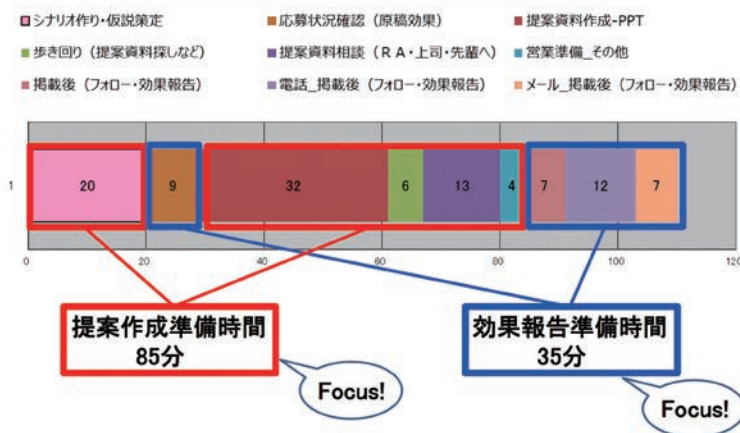 シナリオ作り・仮説策定 応募状況確認（原稿効果） 提案資料作成-PPT
歩き回り（提案資料探しなど） 提案資料相談（ＲＡ・上司・先輩へ） 営業準備_その他
掲載後（フォロー・効果報告） 電話_掲載後（フォロー・効果報告） メール_掲載後（フォロー・効果報告）
1
20 9 32 6 13 4 7 12 7
0 20 40 60 80 100 120
提案作成準備時間
85分
効果報告準備時間
35分
Focus!
Focus!